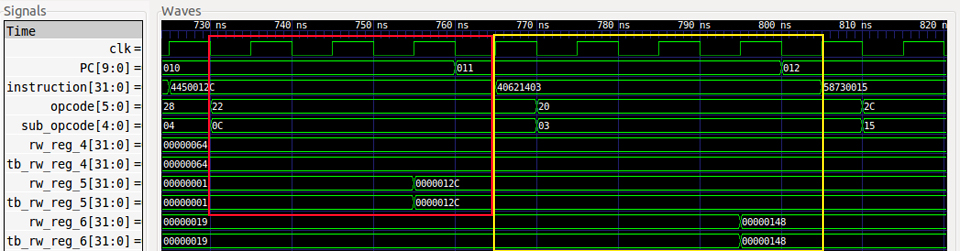 Signals
Waves
Time
730 ns 740 ns 750 ns 760 ns 770 ns 780 ns 790 ns 800 ns 810 ns 820 n
clk =
PC[9:0] = 010 011 012
instruction[31:0] = 4450012C 40621403 58730015
opcode[5:0] = 28 22 20 2C
sub_opcode[4:0] = 04 0C 03 15
rw_reg_4[31:0] = 00000064
tb_rw_reg_4[31:0] = 00000064
rw_reg_5[31:0] = 00000001 0000012C
tb_rw_reg_5[31:0] = 00000001 0000012C
rw_reg_6[31:0] = 00000019 00000148
tb_rw_reg_6[31:0] = 00000019 00000148